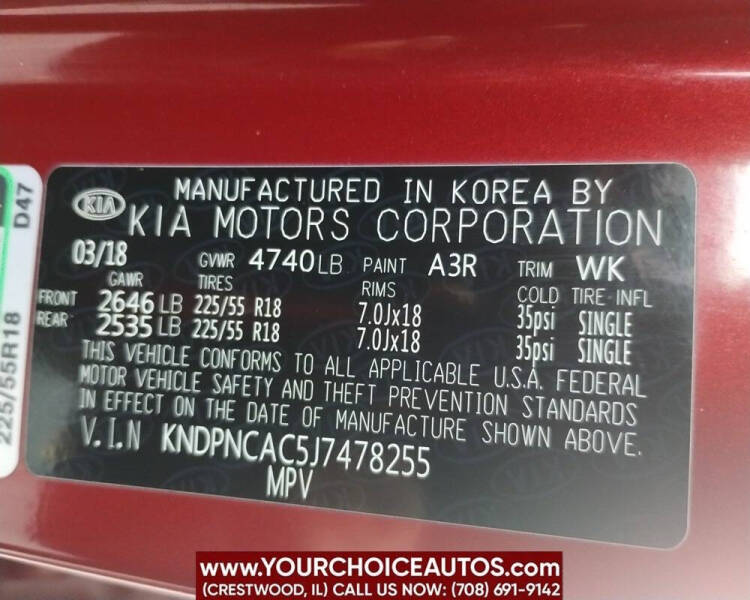 D47
225/55R18
KIA
MANUFACTURED IN KOREA BY
KIA MOTORS CORPORATION
03/18 GVWR 4740LB PAINT A3R TRIM WK
GAWR TIRES RIMS COLD TIRE-INFL
FRONT 2646 LB 225/55 R18 7.0Jx18 35psi SINGLE
REAR 2535 LB 225/55 R18 7.0Jx18 35psi SINGLE
THIS VEHICLE CONFORMS TO ALL APPLICABLE U.S.A. FEDERAL
MOTOR VEHICLE SAFETY AND THEFT PREVENTION STANDARDS
IN EFFECT ON THE DATE OF MANUFACTURE SHOWN ABOVE.
V.I.N KNDPNCAC5J7478255
MPV
WWW.YOURCHOICEAUTOS.COM
(CRESTWOOD, IL) CALL US NOW: (708) 691-9142